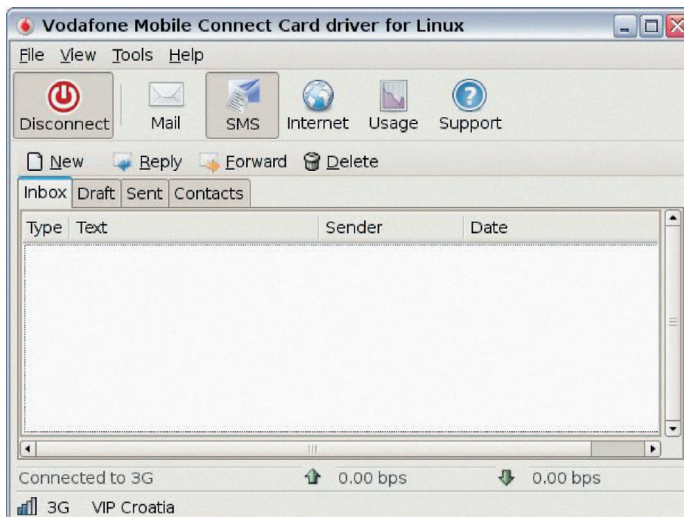 Vodafone Mobile Connect Card driver for Linux
File View Tools Help
Disconnect Mail SMS Internet Usage Support
New Reply Forward Delete
Inbox Draft Sent Contacts
Type Text Sender Date
Connected to 3G 0.00 bps 0.00 bps
3G VIP Croatia